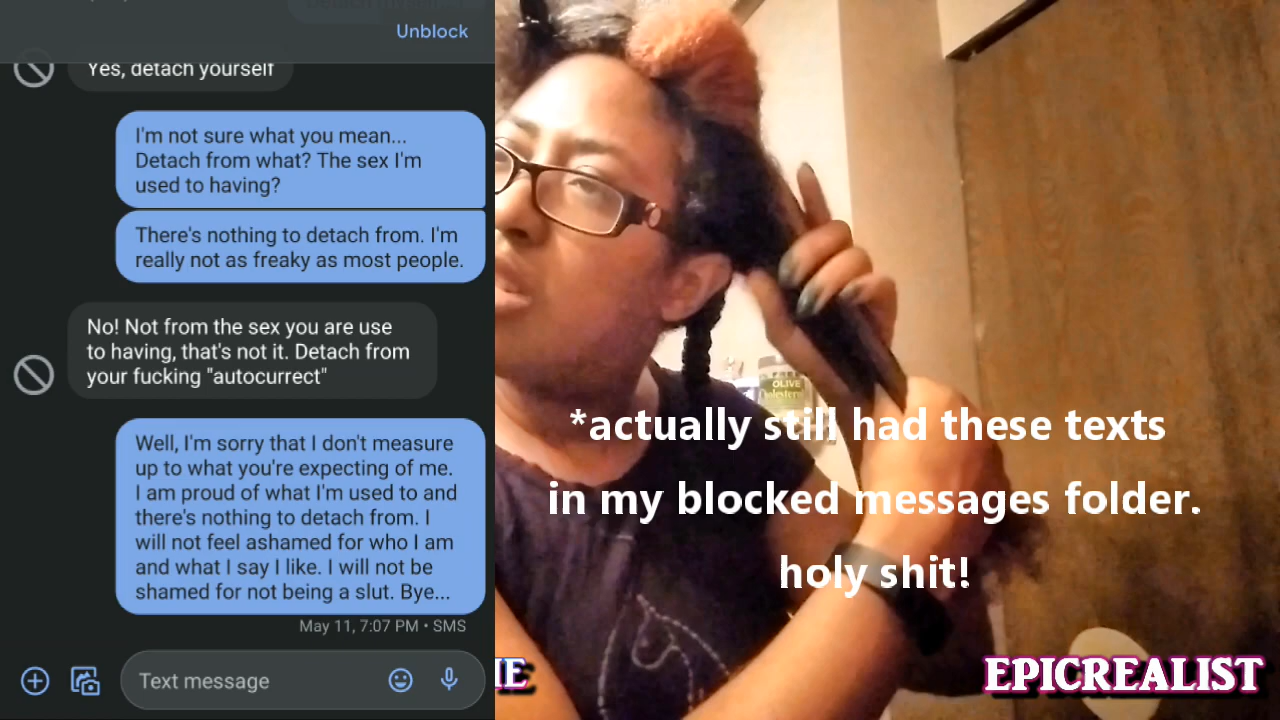 Unblock
Yes, detach yourself
I'm not sure what you mean...
Detach from what? The sex I'm
used to having?
There's nothing to detach from. I'm
really not as freaky as most people.
No! Not from the sex you are use
to having, that's not it. Detach from
your fucking "autocurrect"
Well, I'm sorry that I don't measure
up to what you're expecting of me.
I am proud of what I'm used to and
there's nothing to detach from. I
will not feel ashamed for who I am
and what I say I like. I will not be
shamed for not being a slut. Bye...
May 11, 7:07 PM • SMS
Text message
OLIVE
Cholesterol
*actually still had these texts
in my blocked messages folder.
holy shit!
IE
EPICREALIST